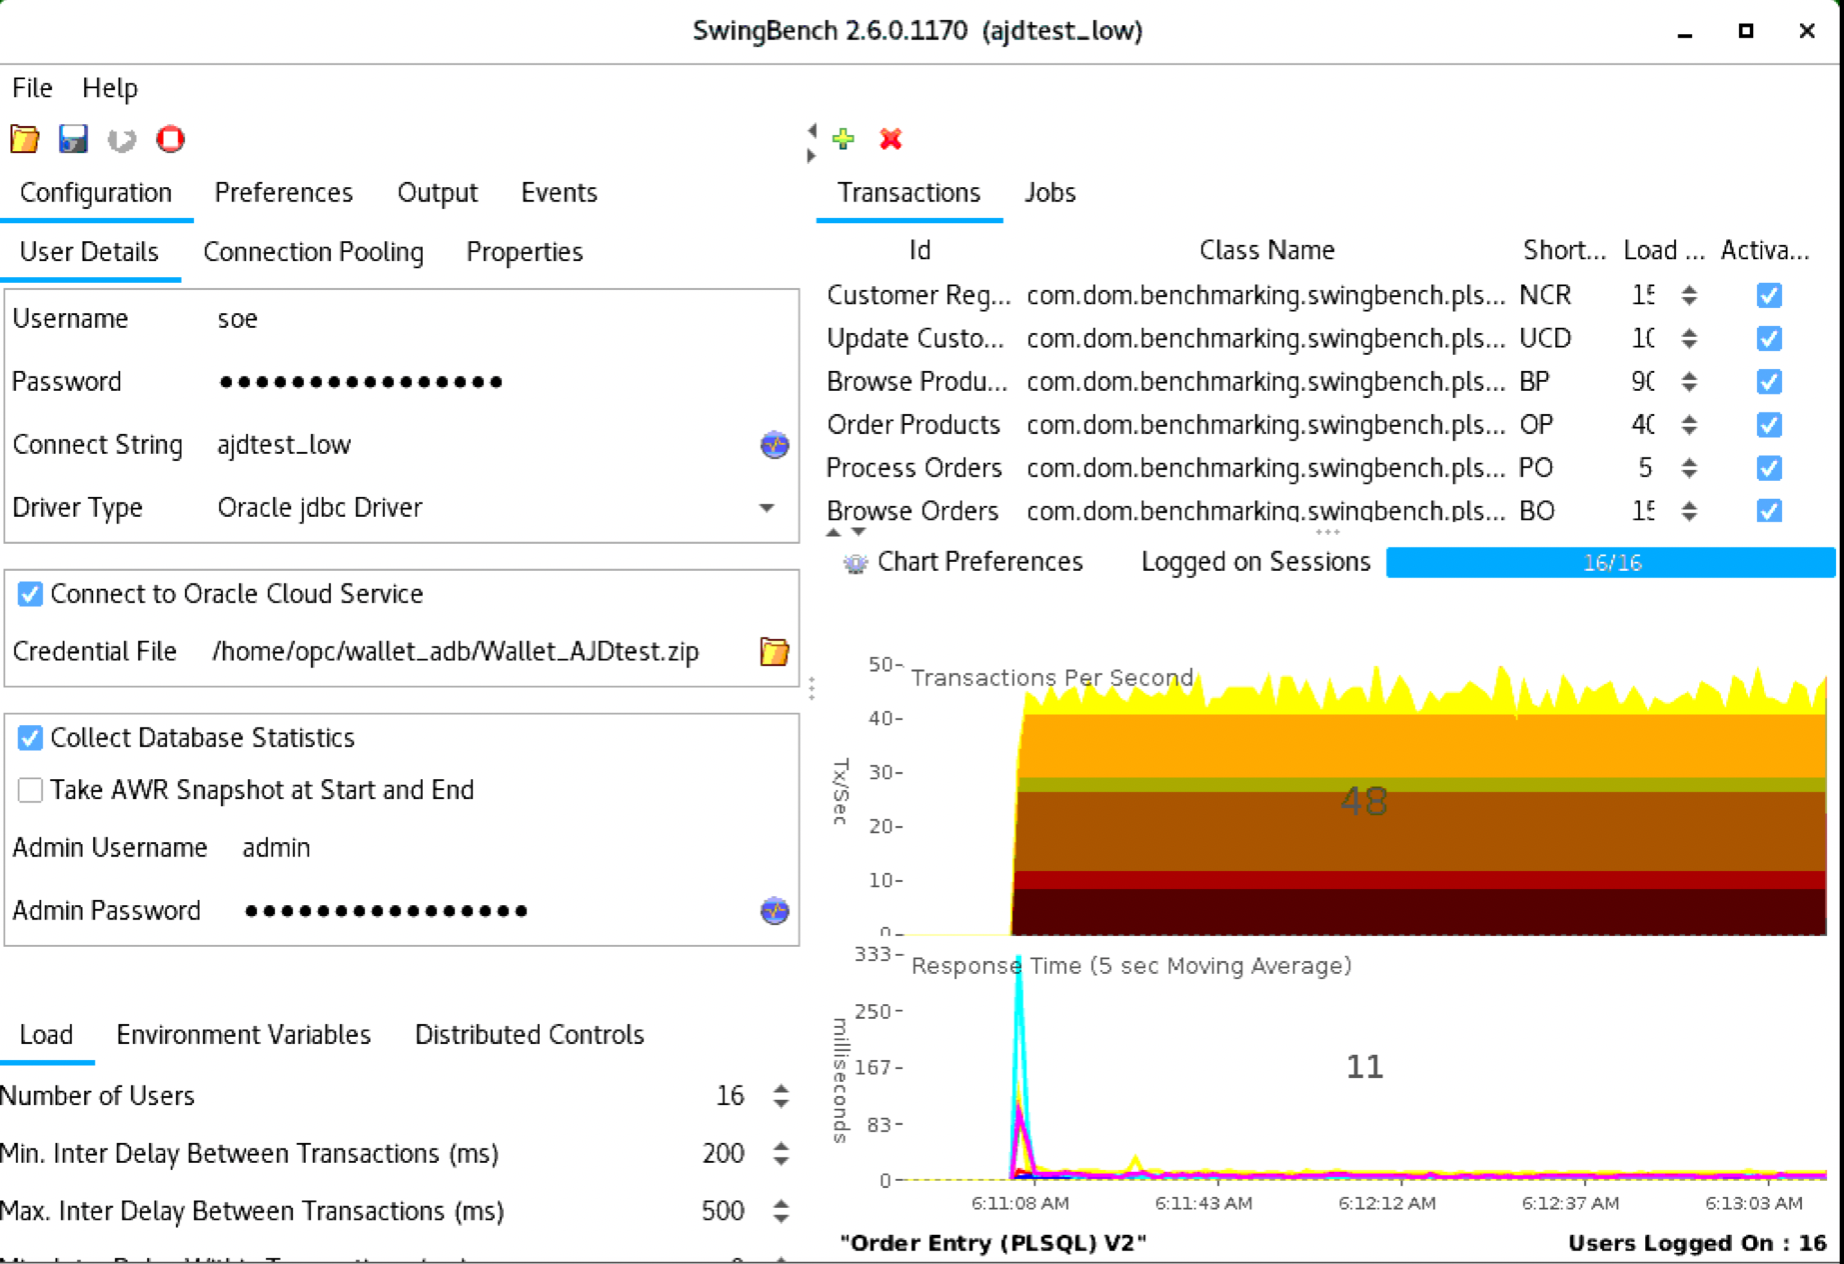 SwingBench 2.6.0.1170 (ajdtest_low)
File Help
Configuration Preferences Output Events
User Details Connection Pooling Properties
Username soe
Password ●●●●●●●●●●●●●●●●
Connect String ajdtest_low
Driver Type Oracle jdbc Driver
Connect to Oracle Cloud Service
Credential File /home/opc/wallet_adb/Wallet_AJDtest.zip
Collect Database Statistics
Take AWR Snapshot at Start and End
Admin Username admin
Admin Password ●●●●●●●●●●●●●●●●
Load Environment Variables Distributed Controls
Number of Users 16
Min. Inter Delay Between Transactions (ms) 200
Max. Inter Delay Between Transactions (ms) 500
Transactions Jobs
Id Class Name Short... Load ... Activa...
Customer Reg... com.dom.benchmarking.swingbench.pls... NCR 15
Update Custo... com.dom.benchmarking.swingbench.pls... UCD 10
Browse Produ... com.dom.benchmarking.swingbench.pls... BP 90
Order Products com.dom.benchmarking.swingbench.pls... OP 40
Process Orders com.dom.benchmarking.swingbench.pls... PO 5
Browse Orders com.dom.benchmarking.swingbench.pls... BO 15
Chart Preferences Logged on Sessions 16/16
Transactions Per Second
50
40
30
20
10
0
Tx/Sec
48
Response Time (5 sec Moving Average)
333
250
167
83
0
milliseconds
11
6:11:08 AM 6:11:43 AM 6:12:12 AM 6:12:37 AM 6:13:03 AM
"Order Entry (PLSQL) V2" Users Logged On : 16